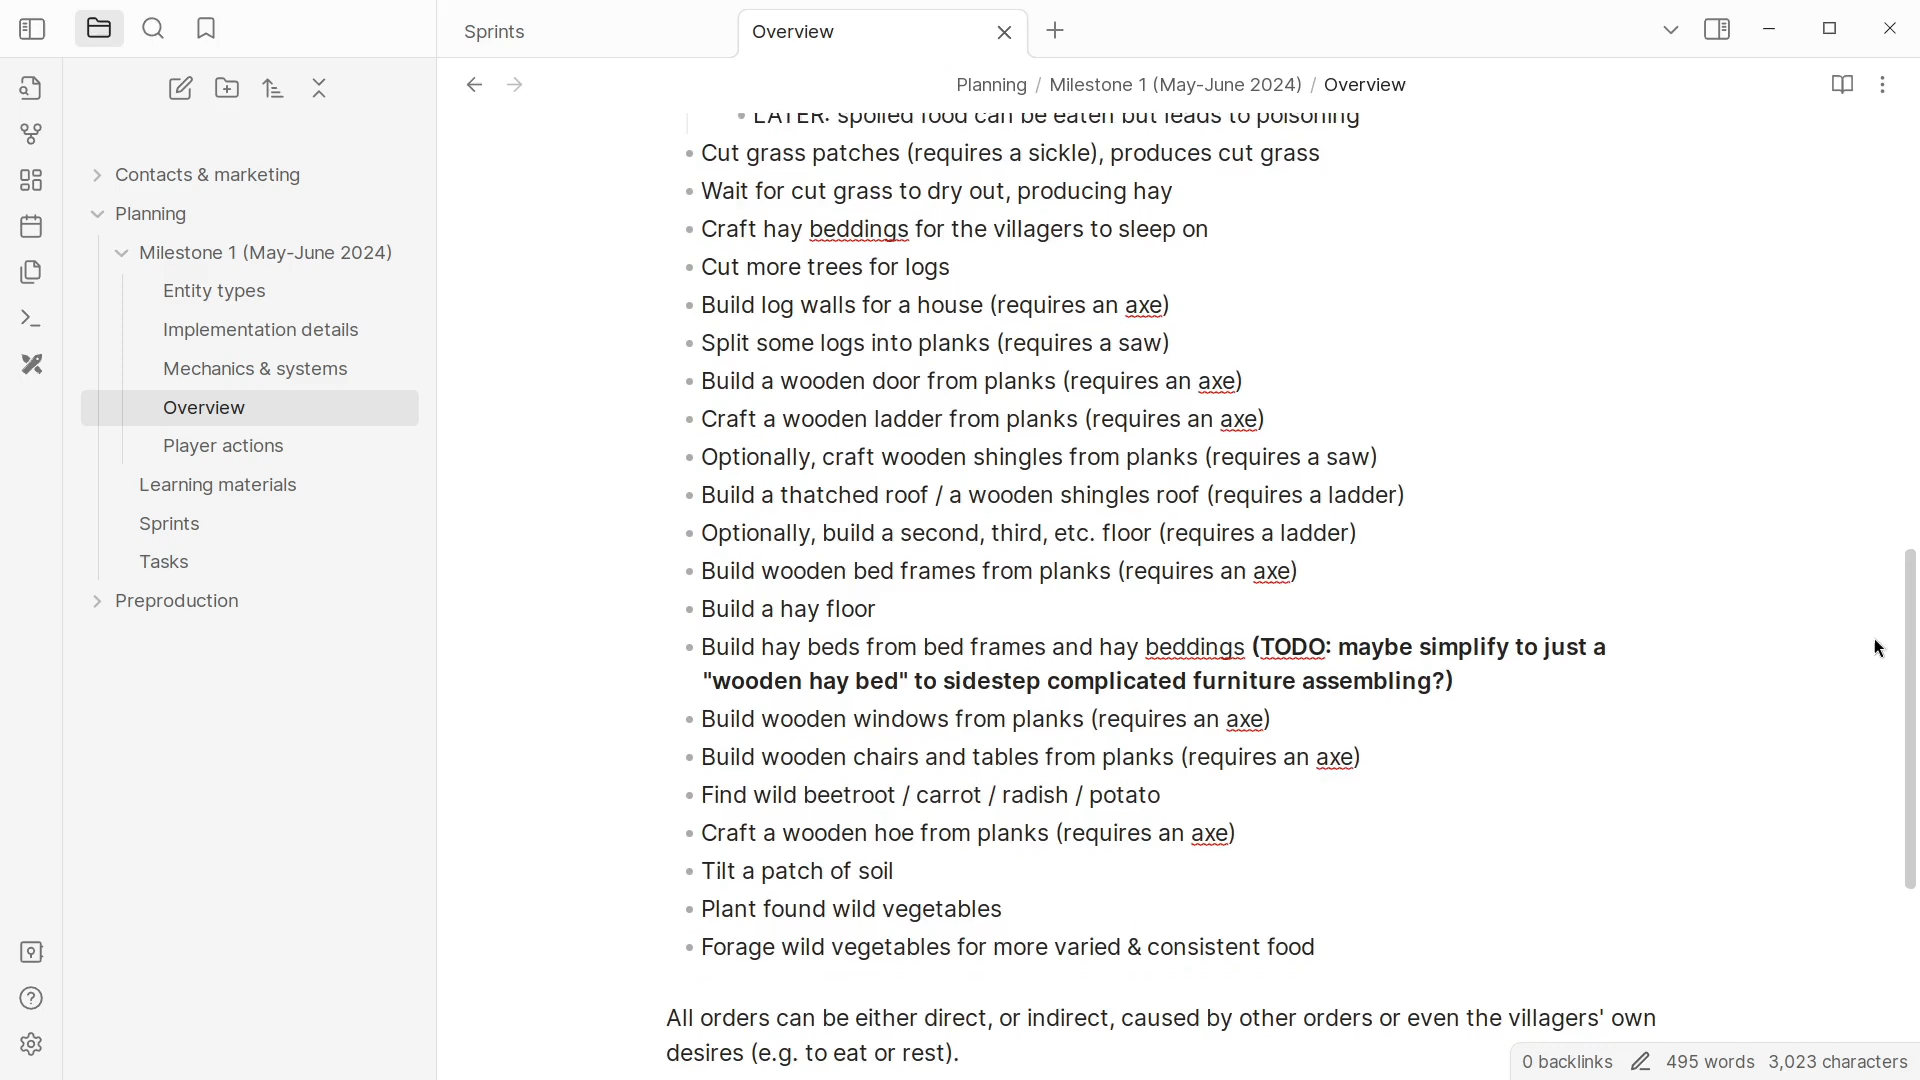 Sprints
Overview
Planning / Milestone 1 (May-June 2024) / Overview
Contacts & marketing
Planning
Milestone 1 (May-June 2024)
Entity types
Implementation details
Mechanics & systems
Overview
Player actions
Learning materials
Sprints
Tasks
Preproduction
LATER: spoiled food can be eaten but leads to poisoning
Cut grass patches (requires a sickle), produces cut grass
Wait for cut grass to dry out, producing hay
Craft hay beddings for the villagers to sleep on
Cut more trees for logs
Build log walls for a house (requires an axe)
Split some logs into planks (requires a saw)
Build a wooden door from planks (requires an axe)
Craft a wooden ladder from planks (requires an axe)
Optionally, craft wooden shingles from planks (requires a saw)
Build a thatched roof / a wooden shingles roof (requires a ladder)
Optionally, build a second, third, etc. floor (requires a ladder)
Build wooden bed frames from planks (requires an axe)
Build a hay floor
Build hay beds from bed frames and hay beddings (TODO: maybe simplify to just a
"wooden hay bed" to sidestep complicated furniture assembling?)
Build wooden windows from planks (requires an axe)
Build wooden chairs and tables from planks (requires an axe)
Find wild beetroot / carrot / radish / potato
Craft a wooden hoe from planks (requires an axe)
Tilt a patch of soil
Plant found wild vegetables
Forage wild vegetables for more varied & consistent food
All orders can be either direct, or indirect, caused by other orders or even the villagers' own
desires (e.g. to eat or rest).
0 backlinks 495 words 3,023 characters